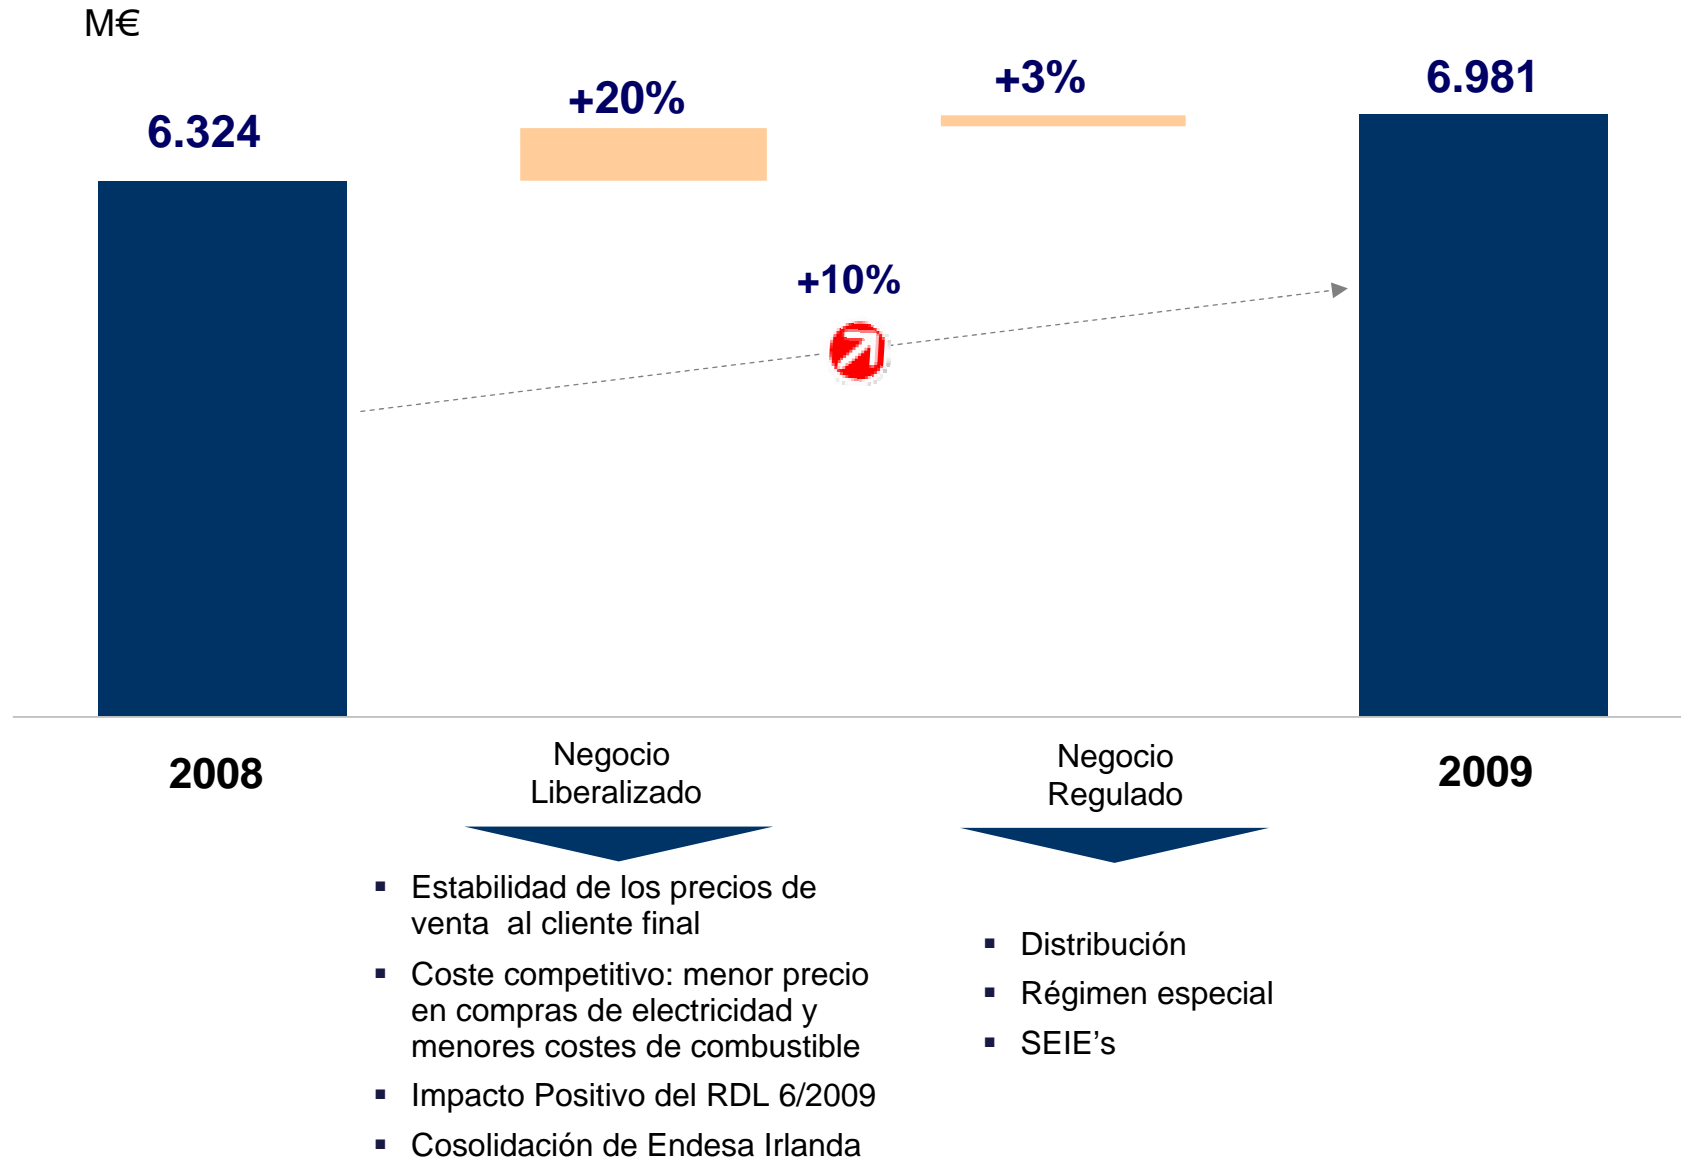 M€
6.324
+20%
+3%
6.981
+10%
2008
Negocio
Liberalizado
Negocio
Regulado
2009
▪ Estabilidad de los precios de
venta al cliente final
▪ Coste competitivo: menor precio
en compras de electricidad y
menores costes de combustible
▪ Impacto Positivo del RDL 6/2009
▪ Cosolidación de Endesa Irlanda
▪ Distribución
▪ Régimen especial
▪ SEIE’s